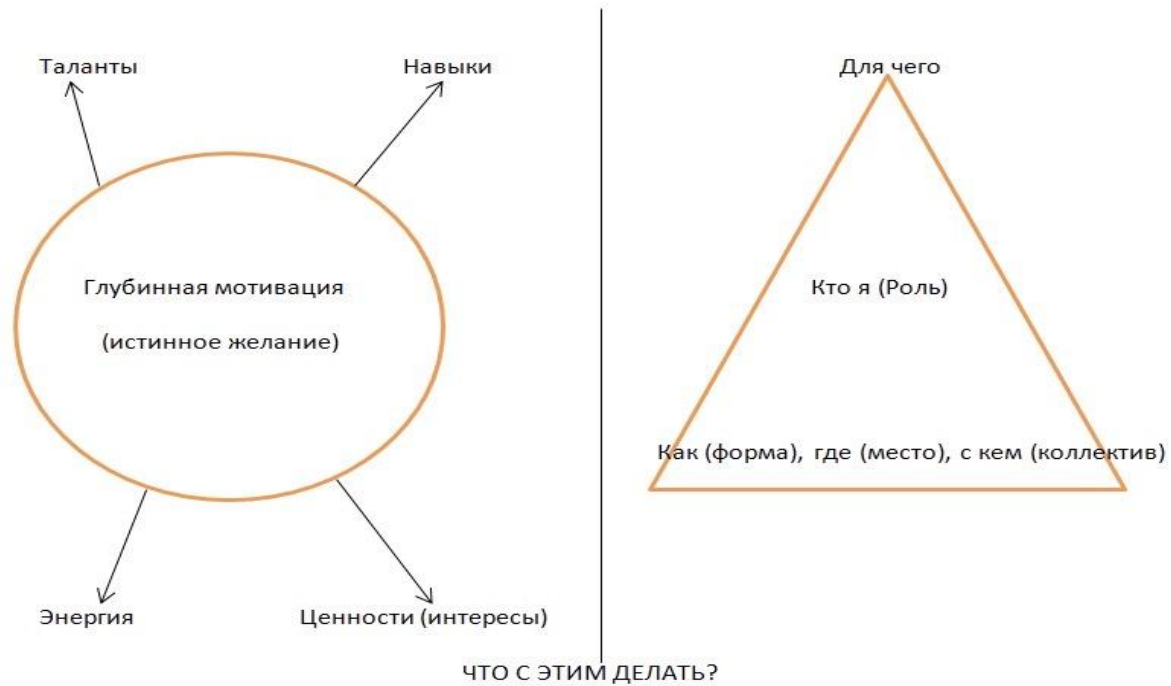 Таланты
Навыки
Глубинная мотивация
(истинное желание)
Энергия
Ценности (интересы)
Для чего
Кто я (Роль)
Как (форма), где (место), с кем (коллектив)
ЧТО С ЭТИМ ДЕЛАТЬ?